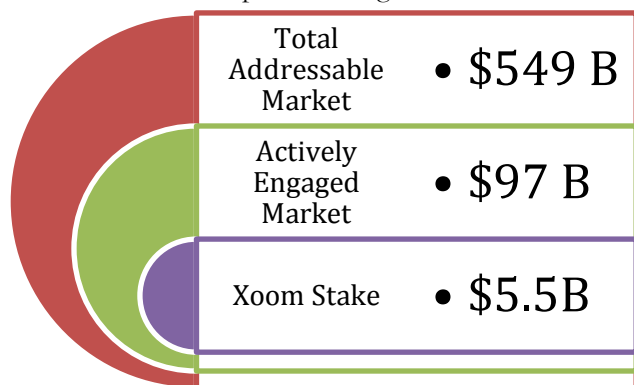 Total
Addressable
Market
• $549 B
Actively
Engaged
Market
• $97 B
Xoom Stake
• $5.5B